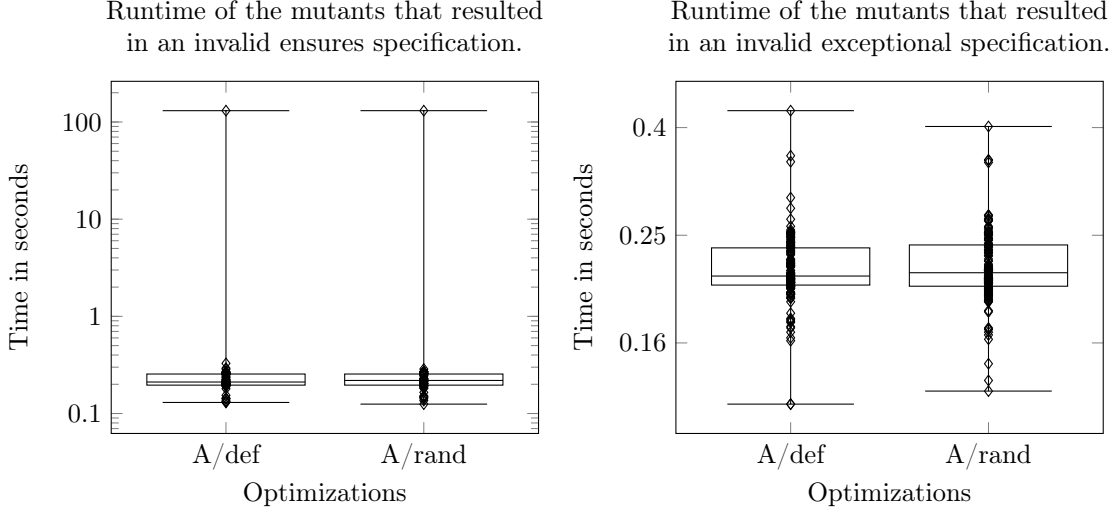 Runtime of the mutants that resulted
in an invalid ensures specification.
Time in seconds
100
10
1
0.1
A/def
A/rand
Optimizations
Runtime of the mutants that resulted
in an invalid exceptional specification.
Time in seconds
0.4
0.25
0.16
A/def
A/rand
Optimizations